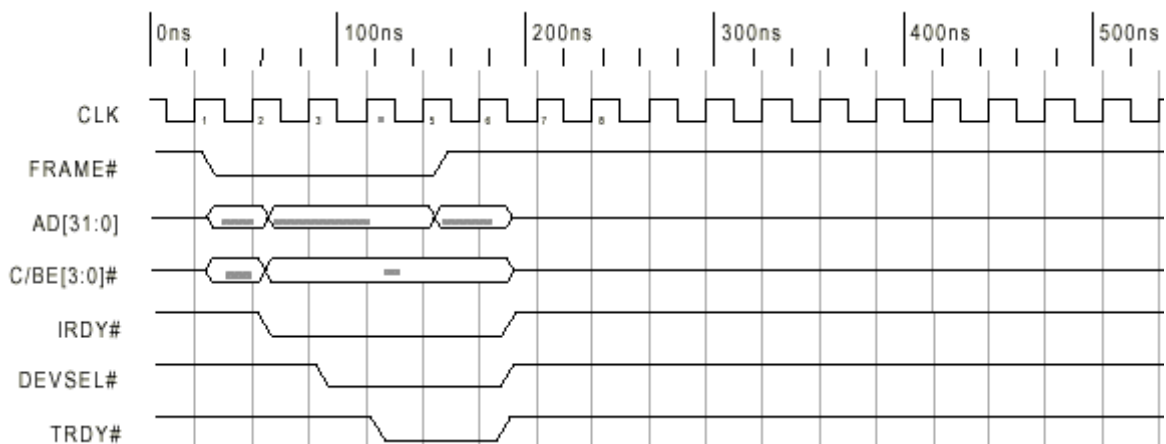 0ns 100ns 200ns 300ns 400ns 500ns
CLK 1 2 3 5 6 7 8
FRAME#
AD[31:0]
C/BE[3:0]#
IRDY#
DEVSEL#
TRDY#